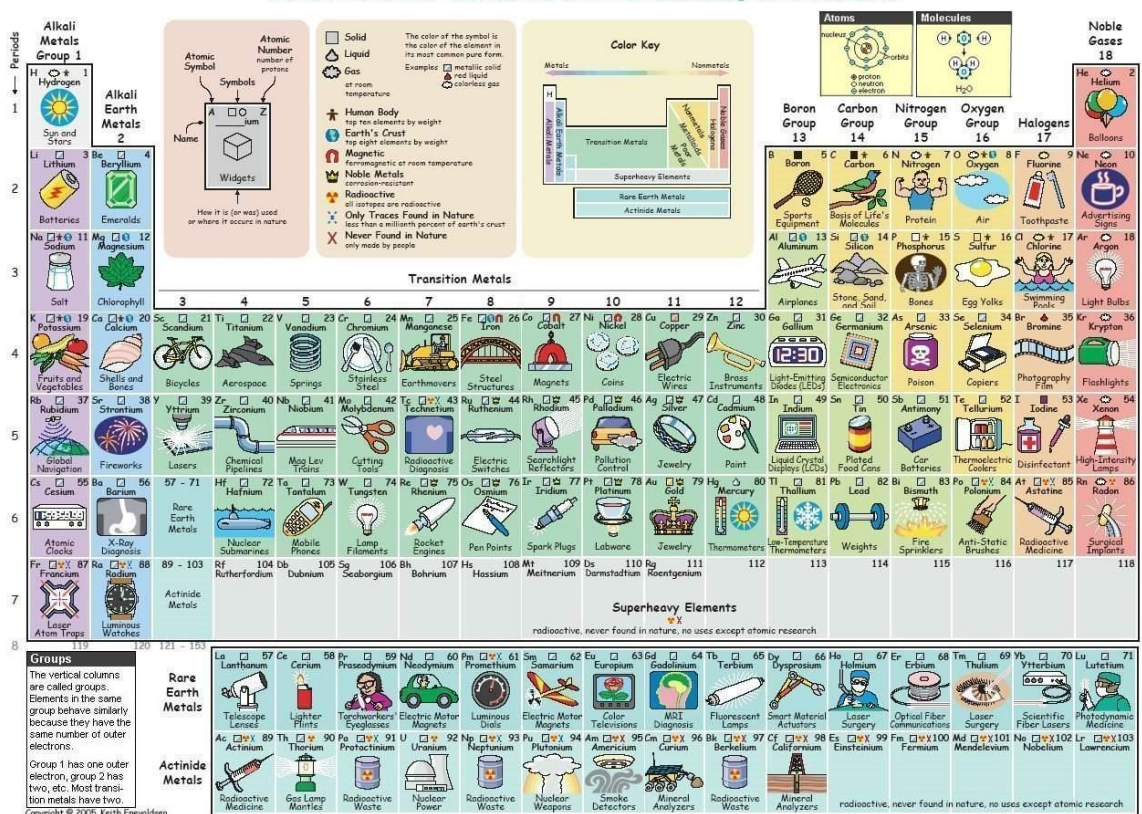 Alkali
Metals
Group 1
Periods
Alkali
Earth
Metals
2
Atomic
Symbol
Atomic
Number
number of
protons
Symbols
A Z
ium
Name
Widgets
How it is (or was) used
or where it occurs in nature
Solid
Liquid
Gas
at room
temperature
The color of the symbol is
the color of the element in
its most common pure form.
Examples
metallic solid
red liquid
colorless gas
Human Body
top ten elements by weight
Earth's Crust
top eight elements by weight
Magnetic
ferromagnetic at room temperature
Noble Metals
corrosion-resistant
Radioactive
all isotopes are radioactive
Only Traces Found in Nature
less than a millionth percent of earth's crust
Never Found in Nature
only made by people
Color Key
Metals Nonmetals
H
Alkali Metals
Alkali Earth Metals
Transition Metals
Poor Metals
Metalloids
Nonmetals
Halogens
Noble Gases
Superheavy Elements
Rare Earth Metals
Actinide Metals
Atoms
nucleus
orbits
proton
neutron
electron
Molecules
H O H
H H
O
H2O
Noble
Gases
18
Boron
Group
13
Carbon
Group
14
Nitrogen
Group
15
Oxygen
Group
16
Halogens
17
1
H 1
Hydrogen
Sun and
Stars
He 2
Helium
Balloons
2
Li 3
Lithium
Batteries
Be 4
Beryllium
Emeralds
B 5
Boron
Sports
Equipment
C 6
Carbon
Basis of Life's
Molecules
N 7
Nitrogen
Protein
O 8
Oxygen
Air
F 9
Fluorine
Toothpaste
Ne 10
Neon
Advertising
Signs
3
Na 11
Sodium
Salt
Mg 12
Magnesium
Chlorophyll
Transition Metals
3 4 5 6 7 8 9 10 11 12
Al 13
Aluminum
Airplanes
Si 14
Silicon
Stone, Sand,
and Soil
P 15
Phosphorus
Bones
S 16
Sulfur
Egg Yolks
Cl 17
Chlorine
Swimming
Pools
Ar 18
Argon
Light Bulbs
4
K 19
Potassium
Fruits and
Vegetables
Ca 20
Calcium
Shells and
Bones
Sc 21
Scandium
Bicycles
Ti 22
Titanium
Aerospace
V 23
Vanadium
Springs
Cr 24
Chromium
Stainless
Steel
Mn 25
Manganese
Earthmovers
Fe 26
Iron
Steel
Structures
Co 27
Cobalt
Magnets
Ni 28
Nickel
Coins
Cu 29
Copper
Electric
Wires
Zn 30
Zinc
Brass
Instruments
Ga 31
Gallium
12:30
Light-Emitting
Diodes (LEDs)
Ge 32
Germanium
Semiconductor
Electronics
As 33
Arsenic
Poison
Se 34
Selenium
Copiers
Br 35
Bromine
Photography
Film
Kr 36
Krypton
Flashlights
5
Rb 37
Rubidium
Global
Navigation
Sr 38
Strontium
Fireworks
Y 39
Yttrium
Lasers
Zr 40
Zirconium
Chemical
Pipelines
Nb 41
Niobium
Mag Lev
Trains
Mo 42
Molybdenum
Cutting
Tools
Tc 43
Technetium
Radioactive
Diagnosis
Ru 44
Ruthenium
Electric
Switches
Rh 45
Rhodium
Searchlight
Reflectors
Pd 46
Palladium
Pollution
Control
Ag 47
Silver
Jewelry
Cd 48
Cadmium
Paint
In 49
Indium
Liquid Crystal
Displays (LCDs)
Sn 50
Tin
Plated
Food Cans
Sb 51
Antimony
Car
Batteries
Te 52
Tellurium
Thermoelectric
Coolers
I 53
Iodine
Disinfectant
Xe 54
Xenon
High-Intensity
Lamps
6
Cs 55
Cesium
Atomic
Clocks
Ba 56
Barium
X-Ray
Diagnosis
57 - 71
Rare
Earth
Metals
Hf 72
Hafnium
Nuclear
Submarines
Ta 73
Tantalum
Mobile
Phones
W 74
Tungsten
Lamp
Filaments
Re 75
Rhenium
Rocket
Engines
Os 76
Osmium
Pen Points
Ir 77
Iridium
Spark Plugs
Pt 78
Platinum
Labware
Au 79
Gold
Jewelry
Hg 80
Mercury
Thermometers
Tl 81
Thallium
Low-Temperature
Thermometers
Pb 82
Lead
Weights
Bi 83
Bismuth
Fire
Sprinklers
Po 84
Polonium
Anti-Static
Brushes
At 85
Astatine
Radioactive
Medicine
Rn 86
Radon
Surgical
Implants
7
Fr 87
Francium
Laser
Atom Traps
Ra 88
Radium
Luminous
Watches
89 - 103
Actinide
Metals
Rf 104
Rutherfordium
Db 105
Dubnium
Sg 106
Seaborgium
Bh 107
Bohrium
Hs 108
Hassium
Mt 109
Meitnerium
Ds 110
Darmstadtium
Rg 111
Roentgenium
112
113
114
115
116
117
118
Superheavy Elements
radioactive, never found in nature, no uses except atomic research
8 119 120 121 - 153
Groups
The vertical columns
are called groups.
Elements in the same
group behave similarly
because they have the
same number of outer
electrons.
Group 1 has one outer
electron, group 2 has
two, etc. Most transi-
tion metals have two.
Copyright © 2005 Keith Enevoldsen
Rare
Earth
Metals
La 57
Lanthanum
Telescope
Lenses
Ce 58
Cerium
Lighter
Flints
Pr 59
Praseodymium
Torchworkers'
Eyeglasses
Nd 60
Neodymium
Electric Motor
Magnets
Pm 61
Promethium
Luminous
Dials
Sm 62
Samarium
Electric Motor
Magnets
Eu 63
Europium
Color
Televisions
Gd 64
Gadolinium
MRI
Diagnosis
Tb 65
Terbium
Fluorescent
Lamps
Dy 66
Dysprosium
Smart Material
Actuators
Ho 67
Holmium
Laser
Surgery
Er 68
Erbium
Optical Fiber
Communications
Tm 69
Thulium
Laser
Surgery
Yb 70
Ytterbium
Scientific
Fiber Lasers
Lu 71
Lutetium
Photodynamic
Medicine
Actinide
Metals
Ac 89
Actinium
Radioactive
Medicine
Th 90
Thorium
Gas Lamp
Mantles
Pa 91
Protactinium
Radioactive
Waste
U 92
Uranium
Nuclear
Power
Np 93
Neptunium
Radioactive
Waste
Pu 94
Plutonium
Nuclear
Weapons
Am 95
Americium
Smoke
Detectors
Cm 96
Curium
Mineral
Analyzers
Bk 97
Berkelium
Radioactive
Waste
Cf 98
Californium
Mineral
Analyzers
Es 99
Einsteinium
Fm 100
Fermium
Md 101
Mendelevium
No 102
Nobelium
Lr 103
Lawrencium
radioactive, never found in nature, no uses except atomic research